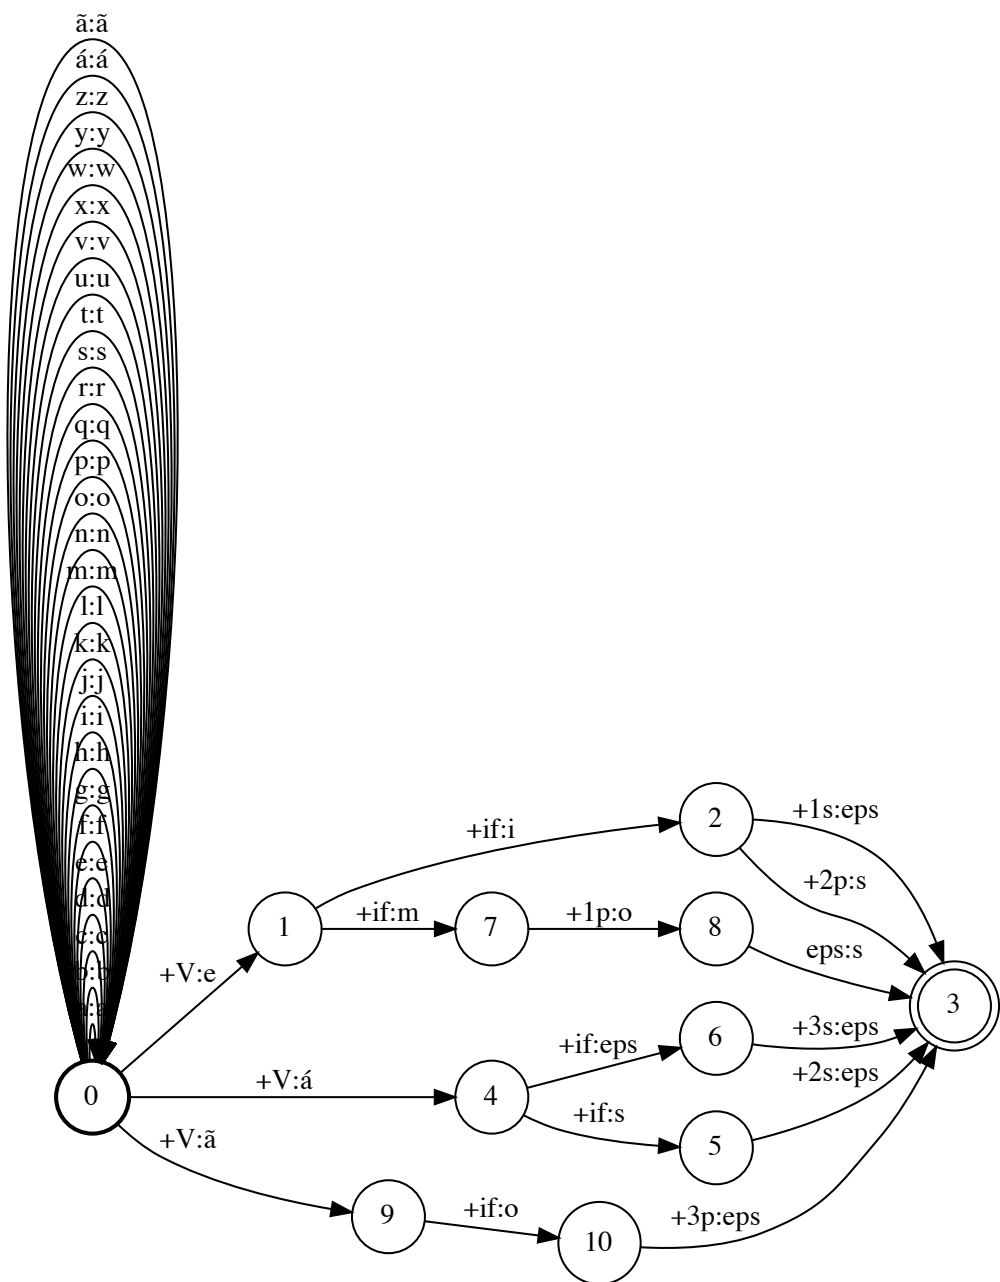 ã:ã
á:á
z:z
y:y
w:w
x:x
v:v
u:u
t:t
s:s
r:r
q:q
p:p
o:o
n:n
m:m
l:l
k:k
j:j
i:i
h:h
g:g
f:f
e:e
d:d
c:c
b:b
a:a
0
+V:e
+V:á
+V:ã
1
+if:i
+if:m
2
+1s:eps
+2p:s
7
+1p:o
8
eps:s
3
4
+if:eps
+if:s
6
+3s:eps
5
+2s:eps
9
+if:o
10
+3p:eps